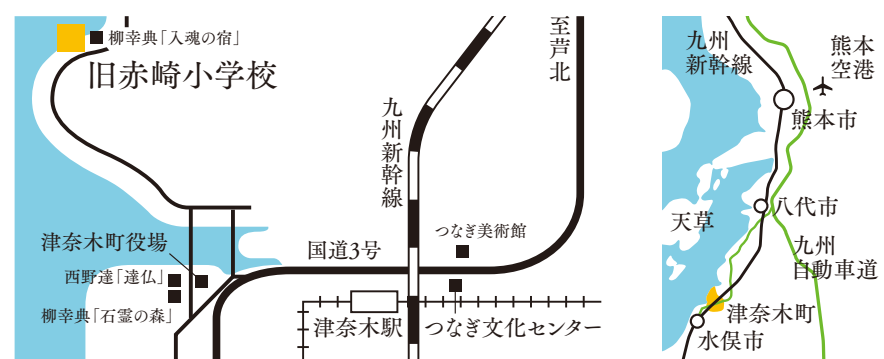 柳幸典「入魂の宿」
旧赤崎小学校
至芦北
九州新幹線
津奈木町役場
西野達「達仏」
柳幸典「石霊の森」
国道3号
つなぎ美術館
津奈木駅
つなぎ文化センター
九州
新幹線
熊本
空港
熊本市
天草
八代市
九州
自動車道
津奈木町
水俣市